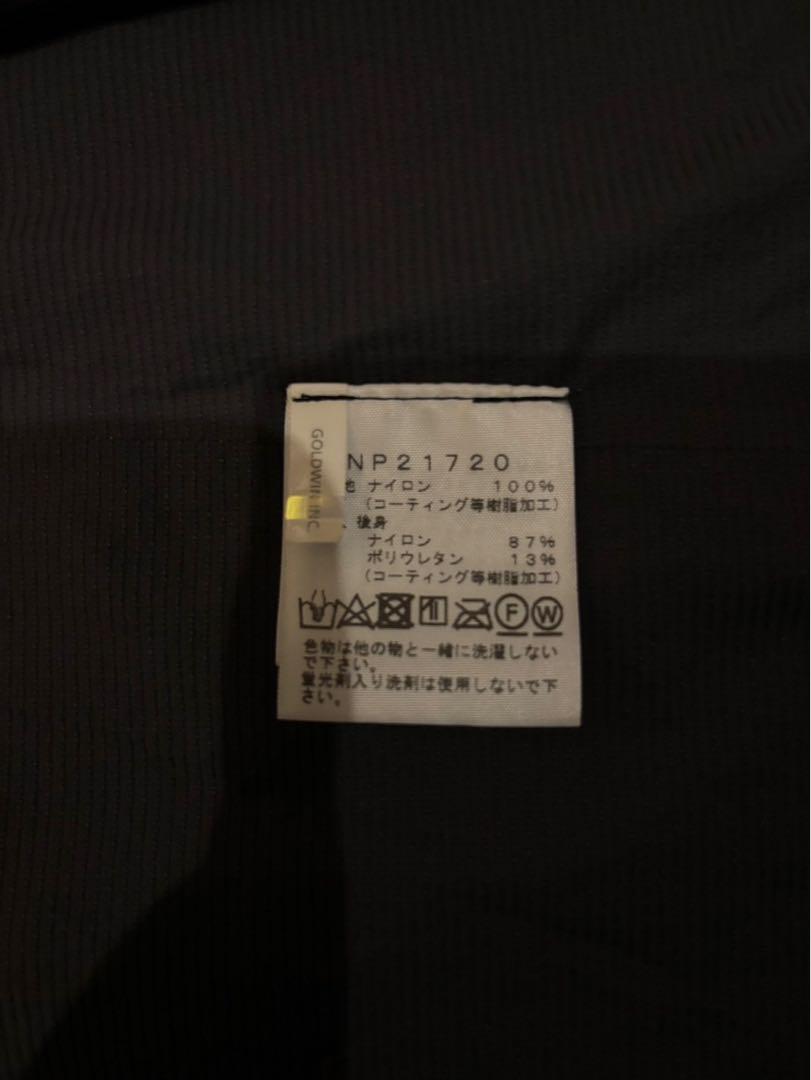 GOLDWIN INC.
NP21720
地 ナイロン 100%
(コーティング等樹脂加工)
、後身
ナイロン 87%
ポリウレタン 13%
(コーティング等樹脂加工)
F W
色物は他の物と一緒に洗濯しない
で下さい。
蛍光剤入り洗剤は使用しないで下
さい。